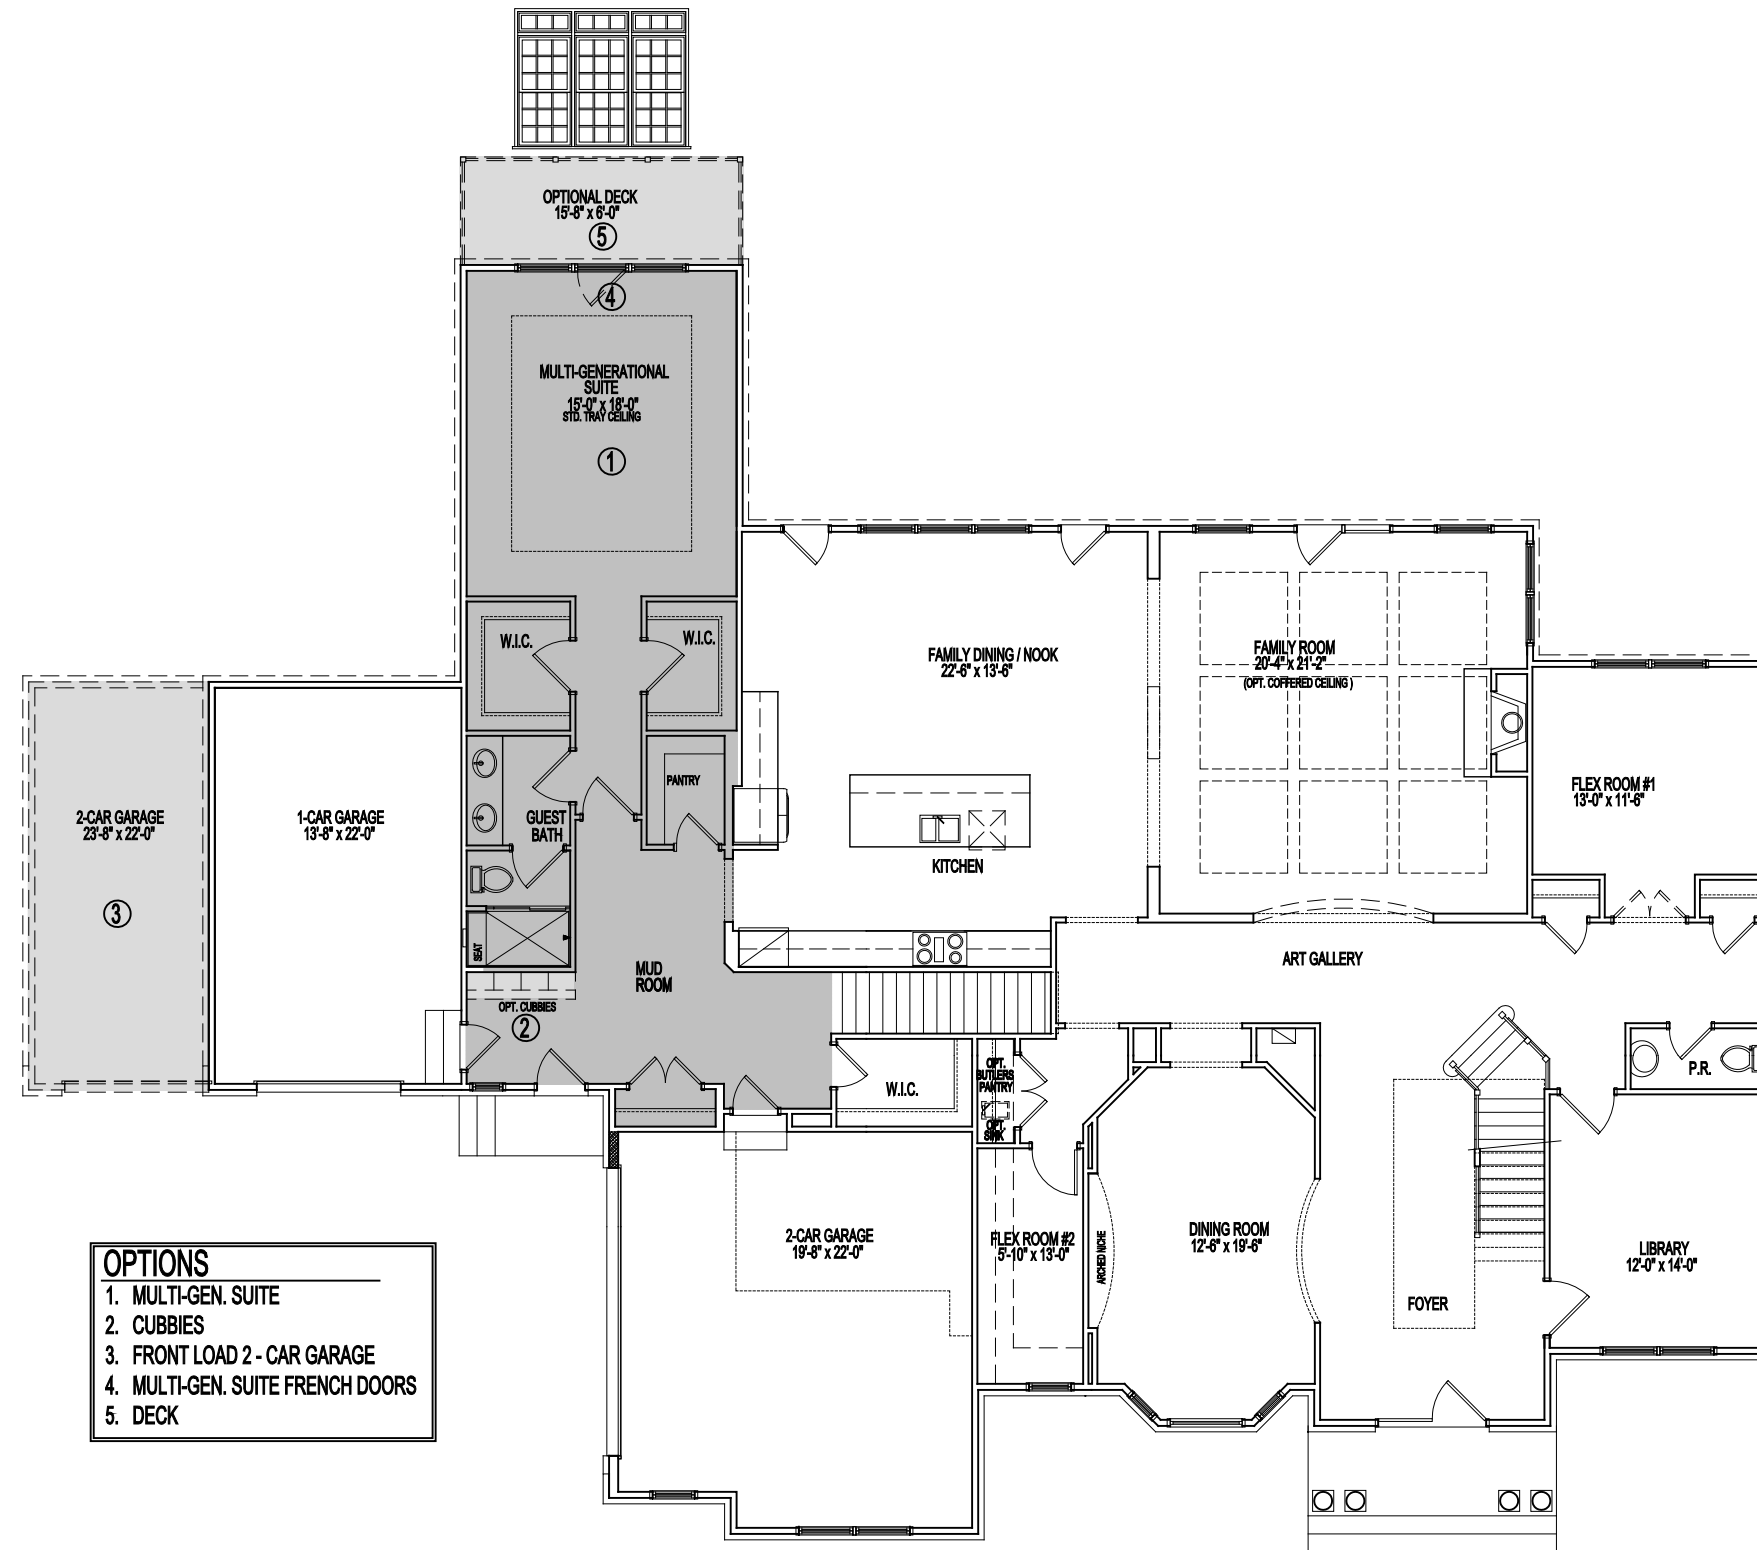 OPTIONAL DECK
15'-8" x 6'-0"
5
4
MULTI-GENERATIONAL
SUITE
15'-0" x 18'-0"
STD. TRAY CEILING
1
W.I.C.
W.I.C.
FAMILY DINING / NOOK
22'-6" x 13'-6"
FAMILY ROOM
20'-4" x 21'-2"
(OPT. COFFERED CEILING )
PANTRY
FLEX ROOM #1
13'-0" x 11'-6"
2-CAR GARAGE
23'-8" x 22'-0"
3
1-CAR GARAGE
13'-8" x 22'-0"
GUEST
BATH
KITCHEN
SEAT
MUD
ROOM
ART GALLERY
OPT. CUBBIES
2
OPT.
BUTLERS
PANTRY
OPT.
SINK
W.I.C.
P.R.
2-CAR GARAGE
19'-8" x 22'-0"
FLEX ROOM #2
5'-10" x 13'-0"
ARCHED NICHE
DINING ROOM
12'-6" x 19'-6"
LIBRARY
12'-0" x 14'-0"
FOYER
OPTIONS
1. MULTI-GEN. SUITE
2. CUBBIES
3. FRONT LOAD 2 - CAR GARAGE
4. MULTI-GEN. SUITE FRENCH DOORS
5. DECK